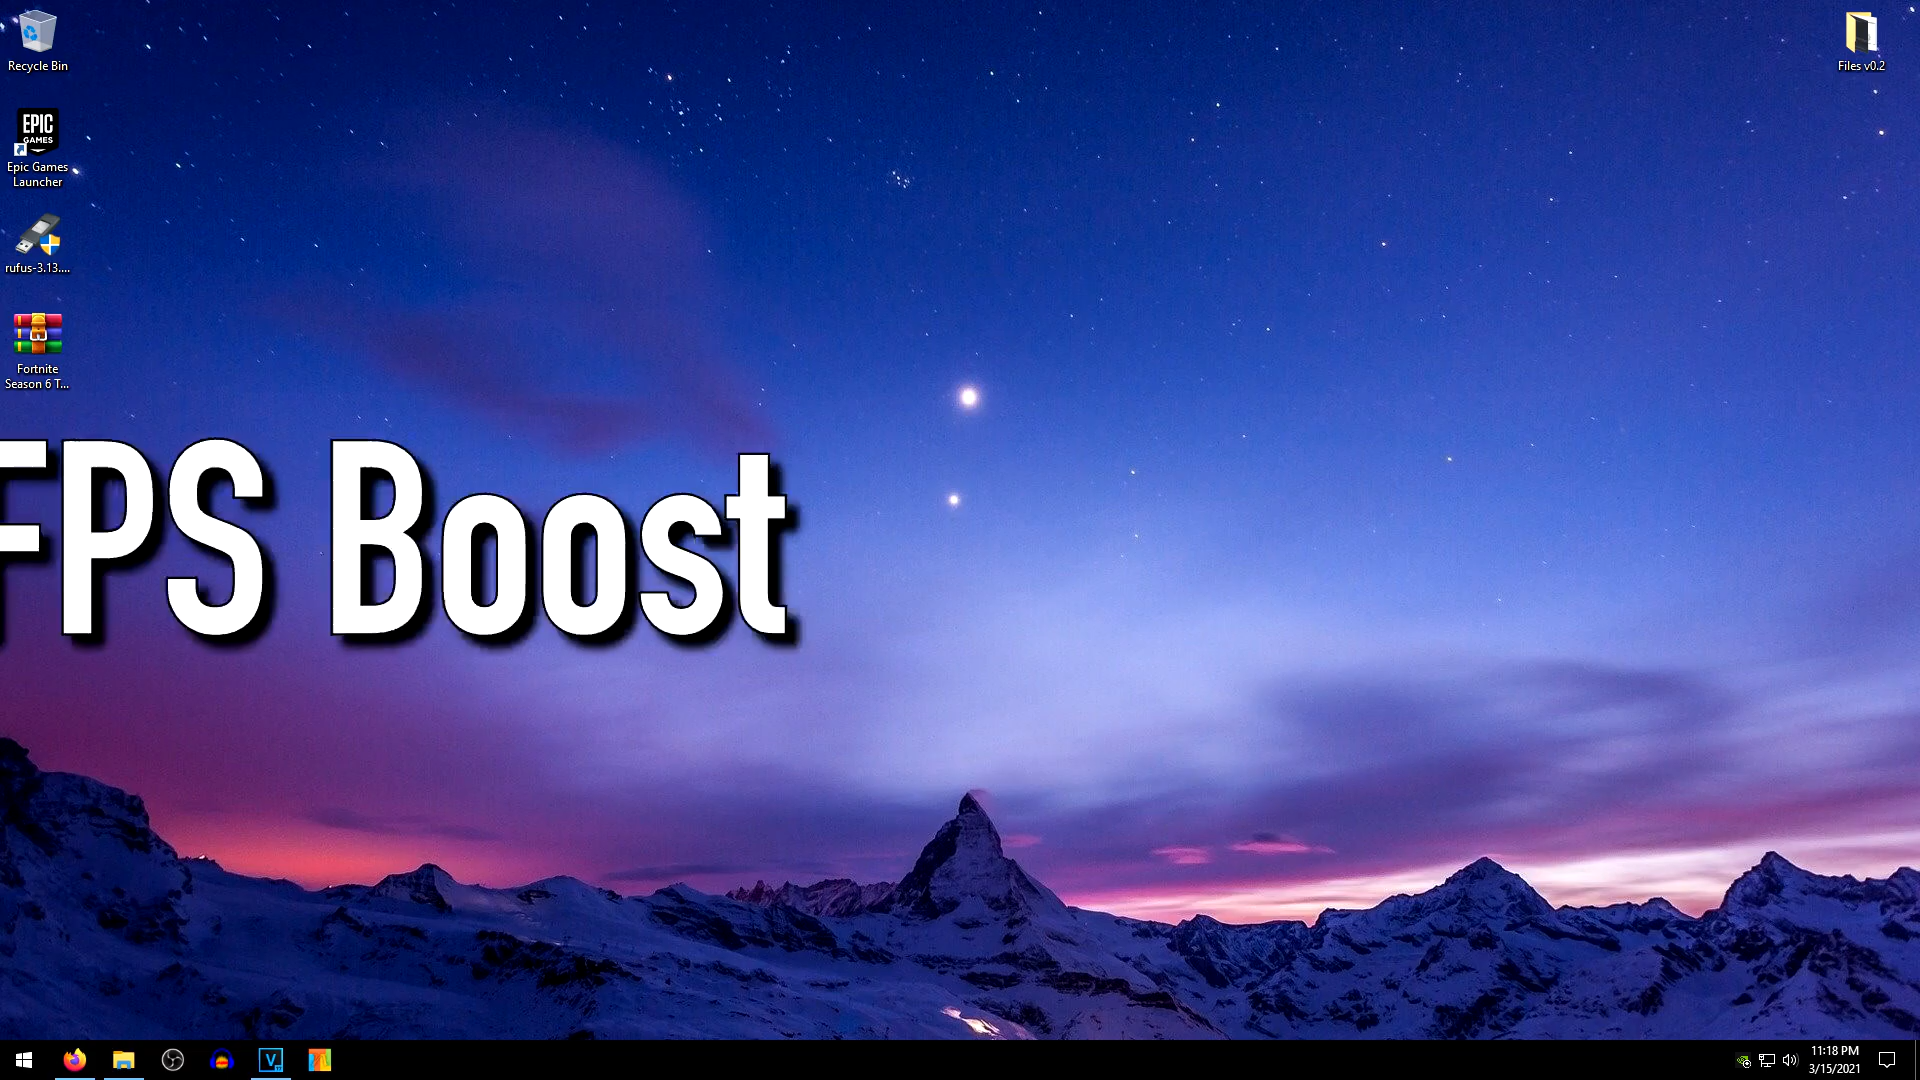 Recycle Bin
Files v0.2
EPIC
GAMES
Epic Games
Launcher
rufus-3.13....
Fortnite
Season 6 T...
FPS Boost
V
11:18 PM
3/15/2021